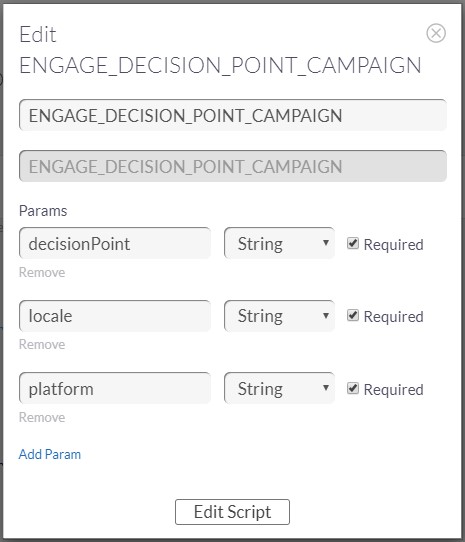 Edit
ENGAGE_DECISION_POINT_CAMPAIGN
ENGAGE_DECISION_POINT_CAMPAIGN
ENGAGE_DECISION_POINT_CAMPAIGN
Params
decisionPoint String Required
Remove
locale String Required
Remove
platform String Required
Remove
Add Param
Edit Script